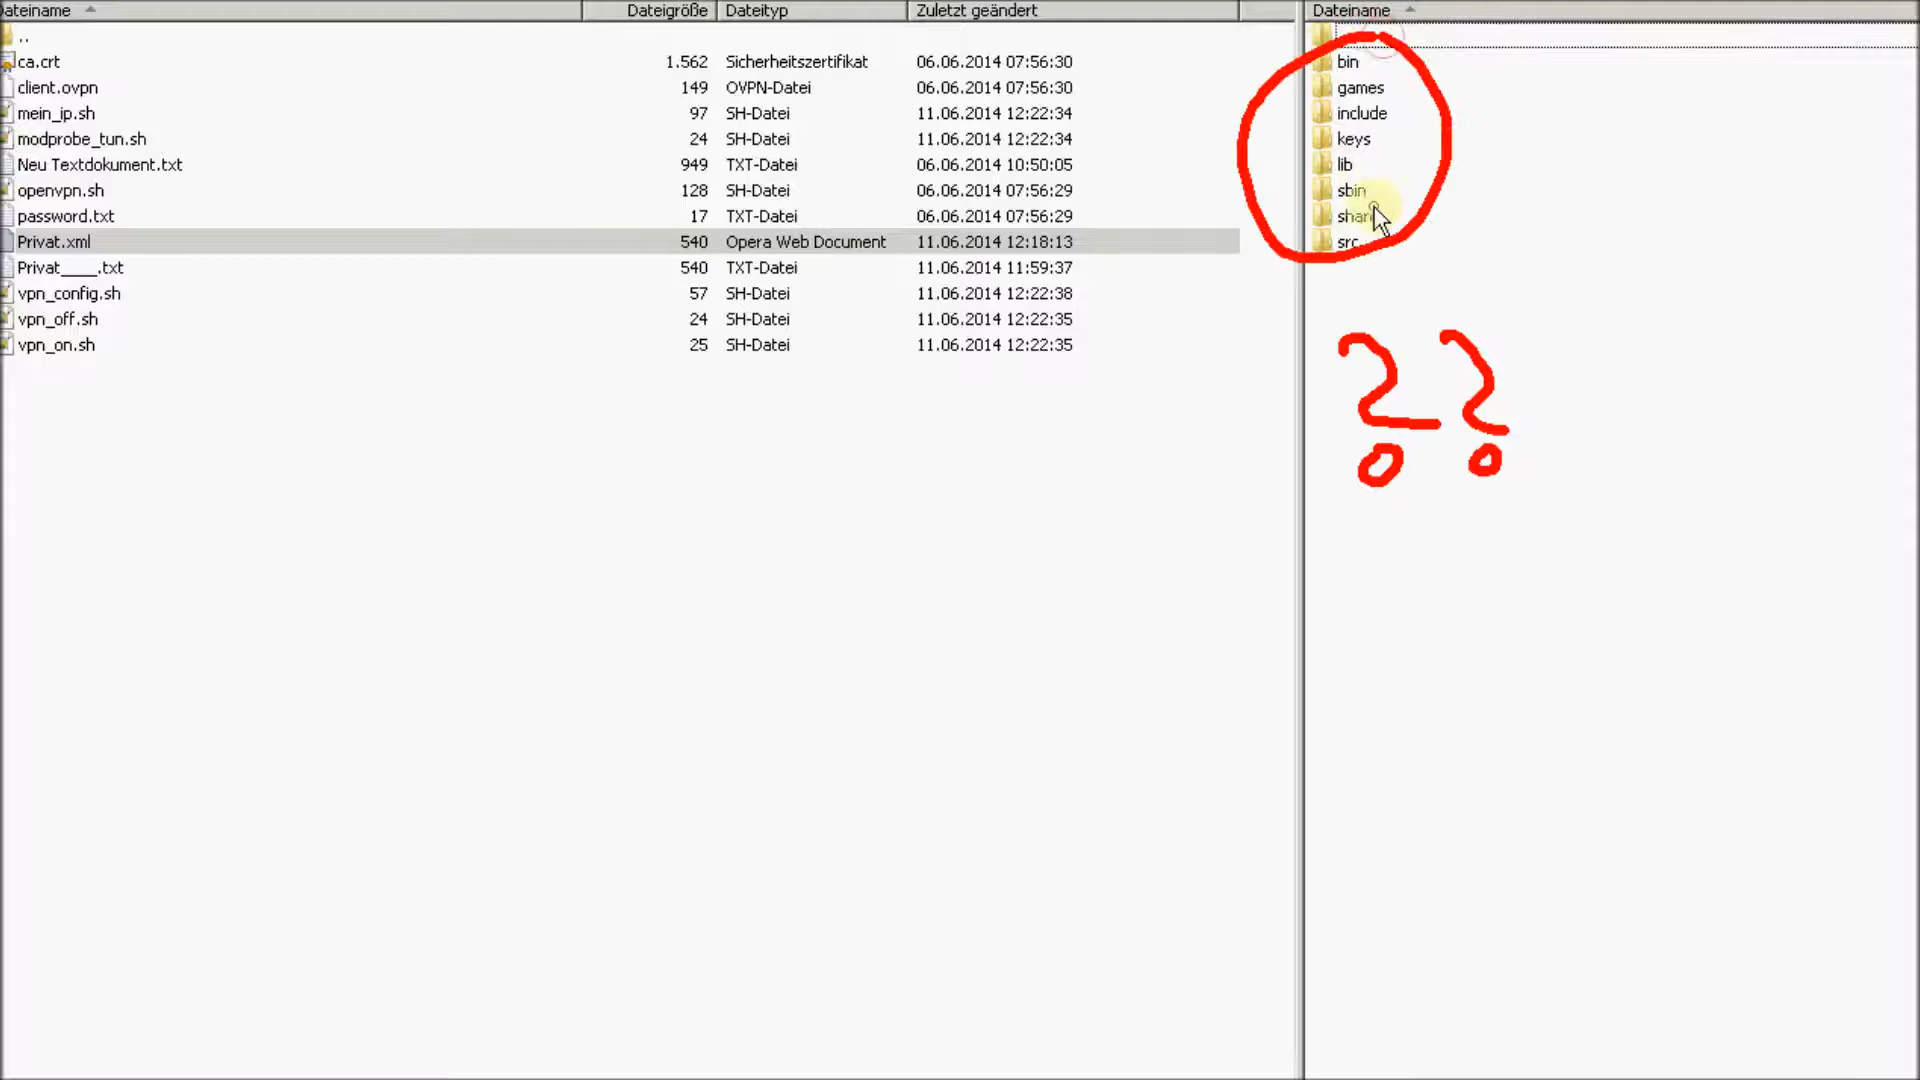 Dateiname Dateigröße Dateityp Zuletzt geändert
..
ca.crt 1.562 Sicherheitszertifikat 06.06.2014 07:56:30
client.ovpn 149 OVPN-Datei 06.06.2014 07:56:30
mein_ip.sh 97 SH-Datei 11.06.2014 12:22:34
modprobe_tun.sh 24 SH-Datei 11.06.2014 12:22:34
Neu Textdokument.txt 949 TXT-Datei 06.06.2014 10:50:05
openvpn.sh 128 SH-Datei 06.06.2014 07:56:29
password.txt 17 TXT-Datei 06.06.2014 07:56:29
Privat.xml 540 Opera Web Document 11.06.2014 12:18:13
Privat____.txt 540 TXT-Datei 11.06.2014 11:59:37
vpn_config.sh 57 SH-Datei 11.06.2014 12:22:38
vpn_off.sh 24 SH-Datei 11.06.2014 12:22:35
vpn_on.sh 25 SH-Datei 11.06.2014 12:22:35
Dateiname
bin
games
include
keys
lib
sbin
share
src
??